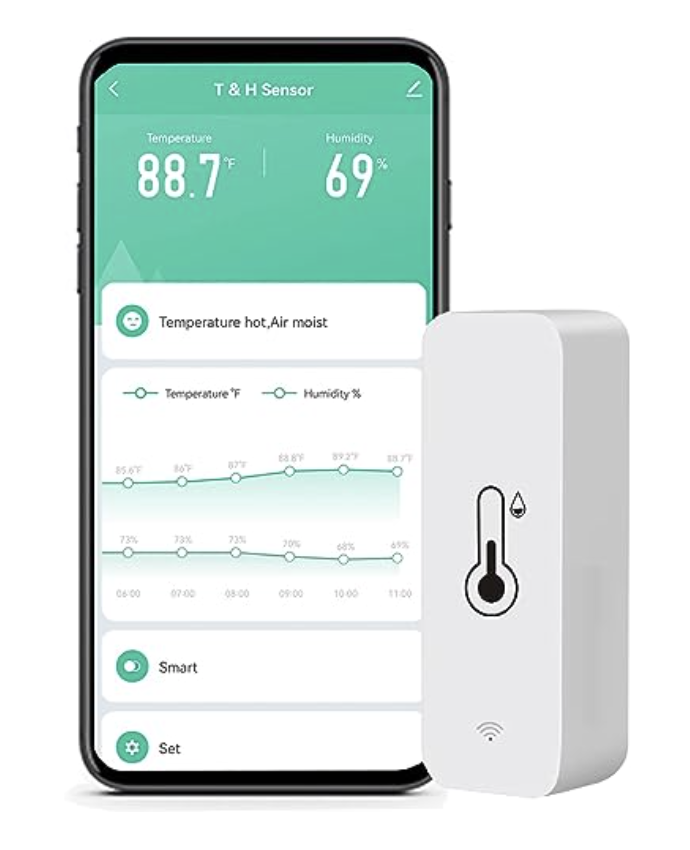 T & H Sensor
Temperature Humidity
88.7°F 69%
Temperature hot,Air moist
Temperature °F Humidity %
85.6°F 86°F 87°F 88.8°F 89.2°F 88.7°F
73% 73% 73% 70% 68% 69%
06:00 07:00 08:00 09:00 10:00 11:00
Smart
Set